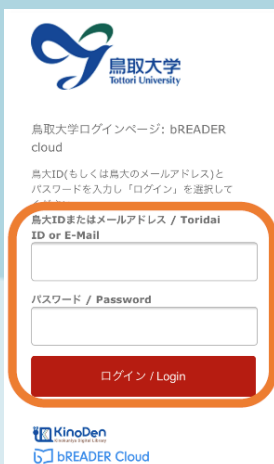 鳥取大学
Tottori University
鳥取大学ログインページ: bREADER
cloud
鳥大ID(もしくは鳥大のメールアドレス)と
パスワードを入力し「ログイン」を選択して
鳥大IDまたはメールアドレス / Toridai
ID or E-Mail
パスワード / Password
ログイン / Login
KinoDen
Kinokuniya Digital Library
bREADER Cloud